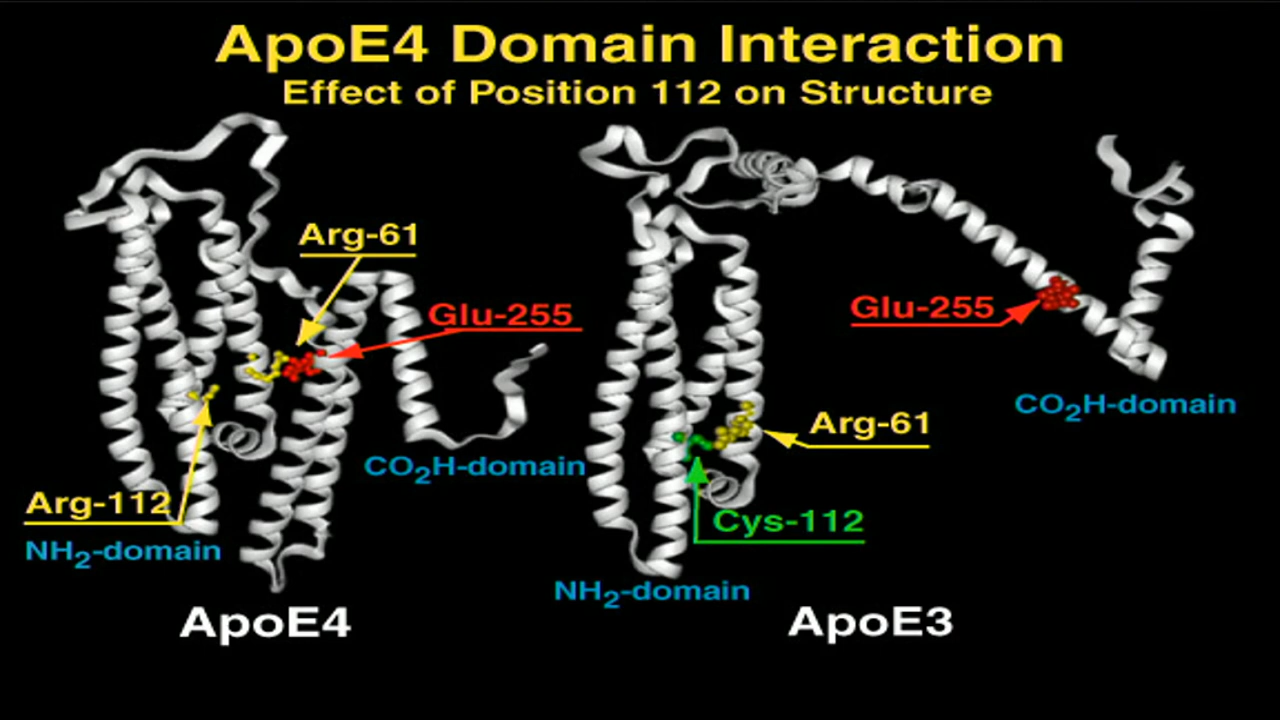 ApoE4 Domain Interaction
Effect of Position 112 on Structure
Arg-61
Glu-255
Arg-112
CO₂H-domain
NH₂-domain
ApoE4
Glu-255
CO₂H-domain
Arg-61
Cys-112
NH₂-domain
ApoE3